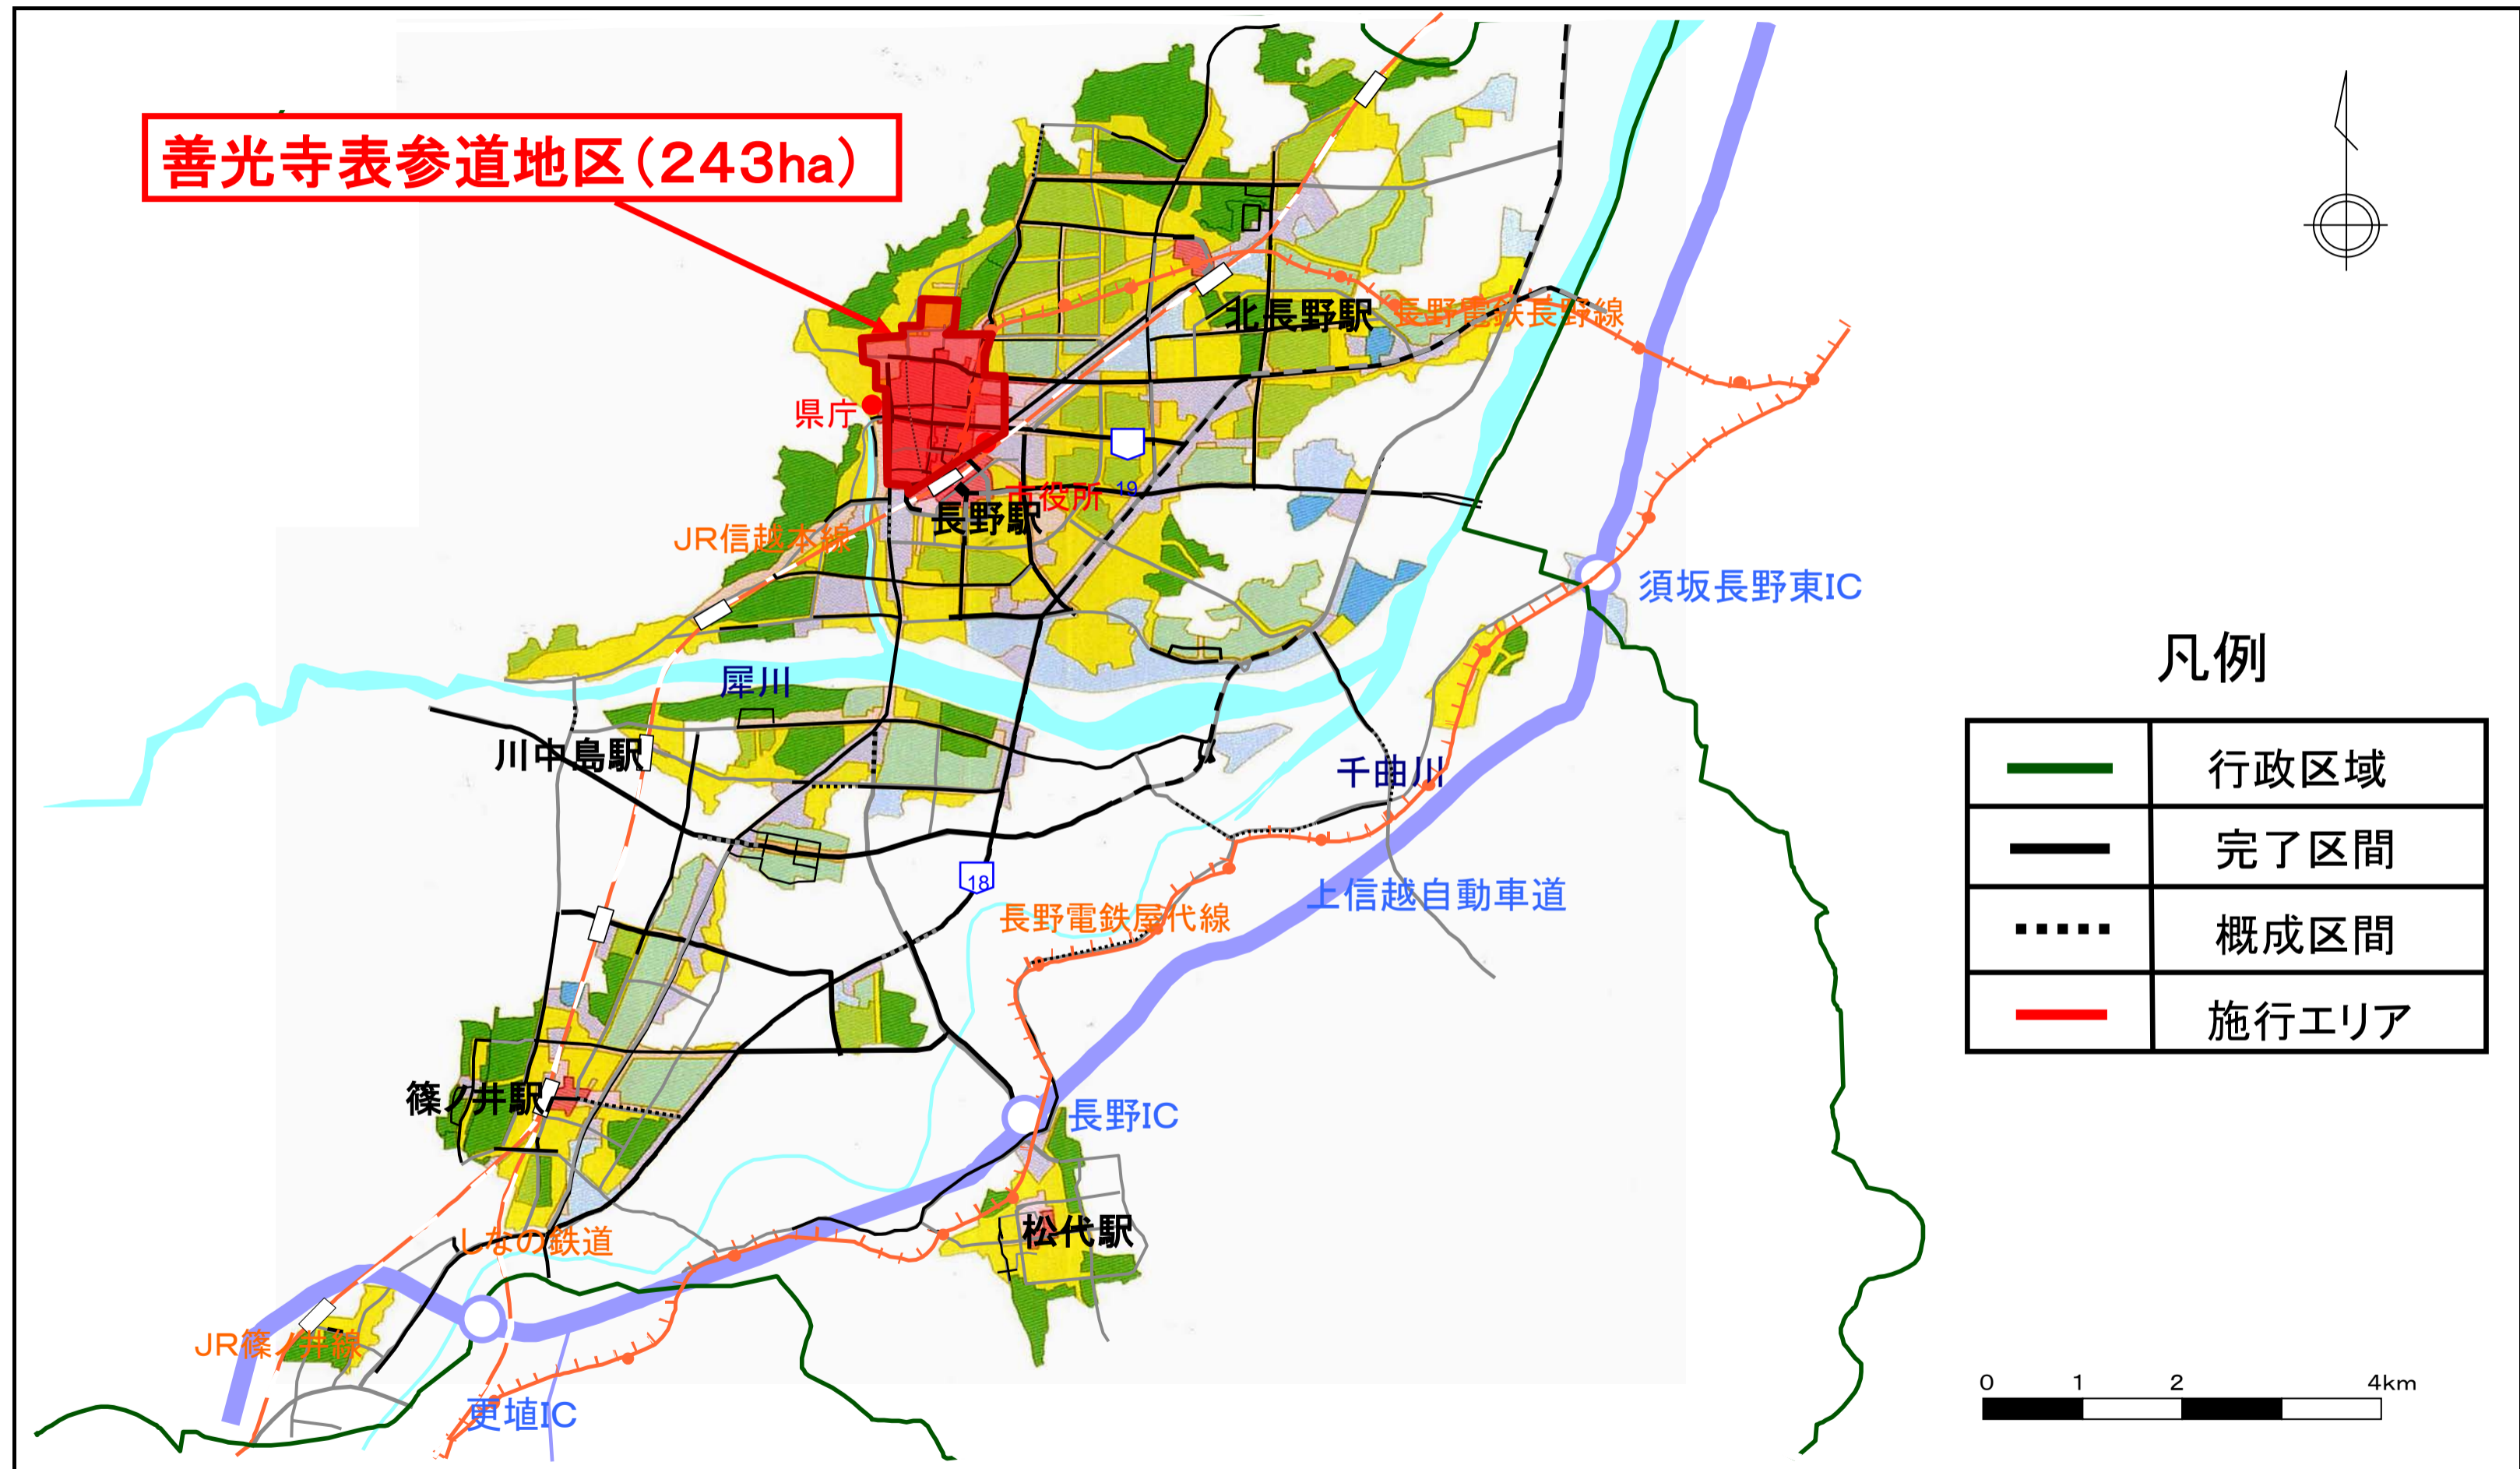 善光寺表参道地区（243ha）
北長野駅
長野電鉄長野線
県庁
19
市役所
長野駅
JR信越本線
須坂長野東IC
犀川
川中島駅
千曲川
18
上信越自動車道
長野電鉄屋代線
篠ノ井駅
長野IC
松代駅
しなの鉄道
JR篠ノ井線
更埴IC
凡例
行政区域
完了区間
概成区間
施行エリア
0 1 2 4km